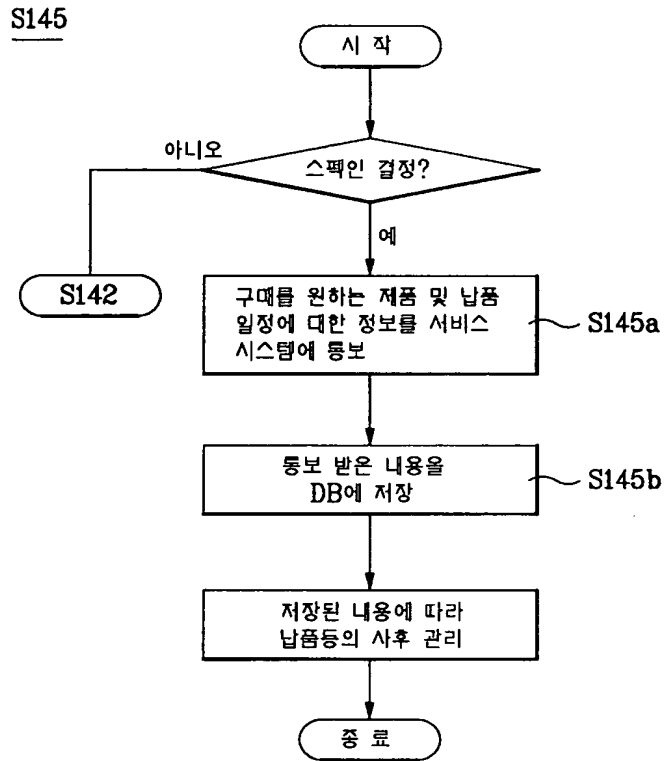 S145
시 작
아니오
스펙인 결정?
예
S142
구매를 원하는 제품 및 납품
일정에 대한 정보를 서비스
시스템에 통보
S145a
통보 받은 내용을
DB에 저장
S145b
저장된 내용에 따라
납품등의 사후 관리
종 료